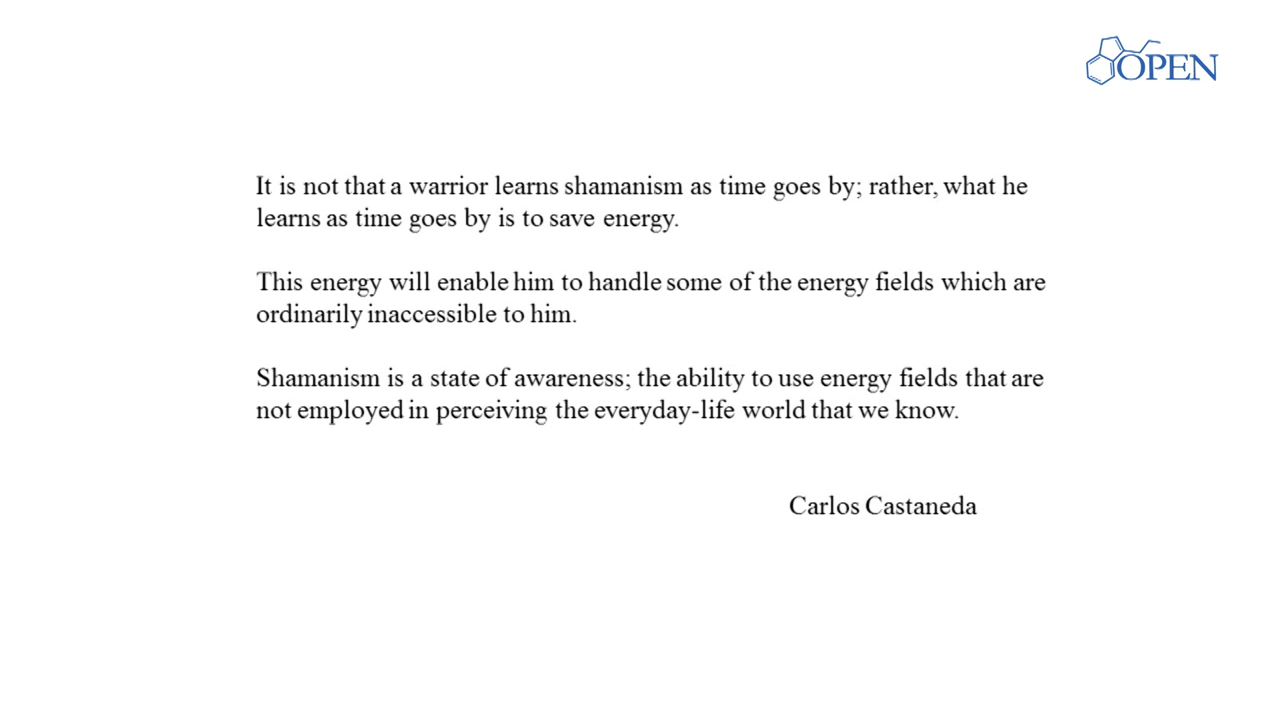 OPEN
It is not that a warrior learns shamanism as time goes by; rather, what he
learns as time goes by is to save energy.
This energy will enable him to handle some of the energy fields which are
ordinarily inaccessible to him.
Shamanism is a state of awareness; the ability to use energy fields that are
not employed in perceiving the everyday-life world that we know.
Carlos Castaneda